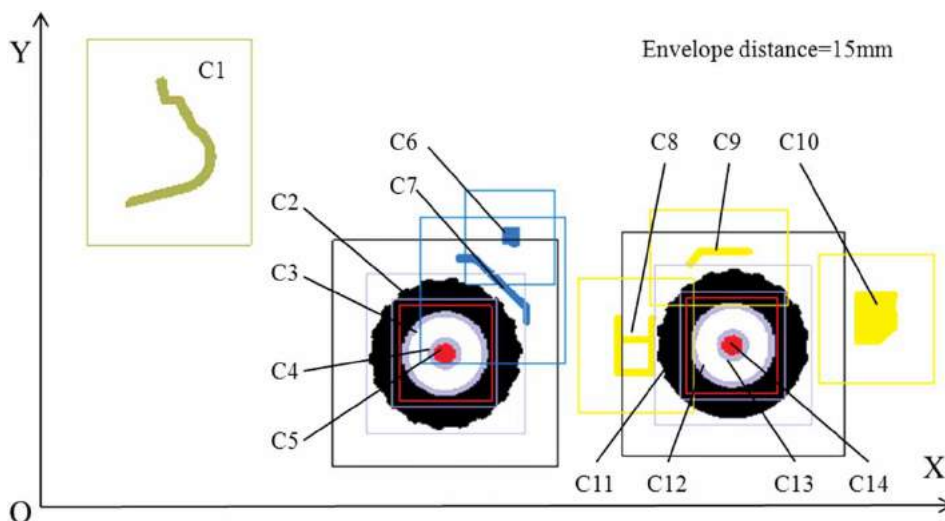 Y
C1
Envelope distance=15mm
C6
C8
C9
C10
C7
C2
C3
C4
C5
X
C11
C12
C13
C14
O